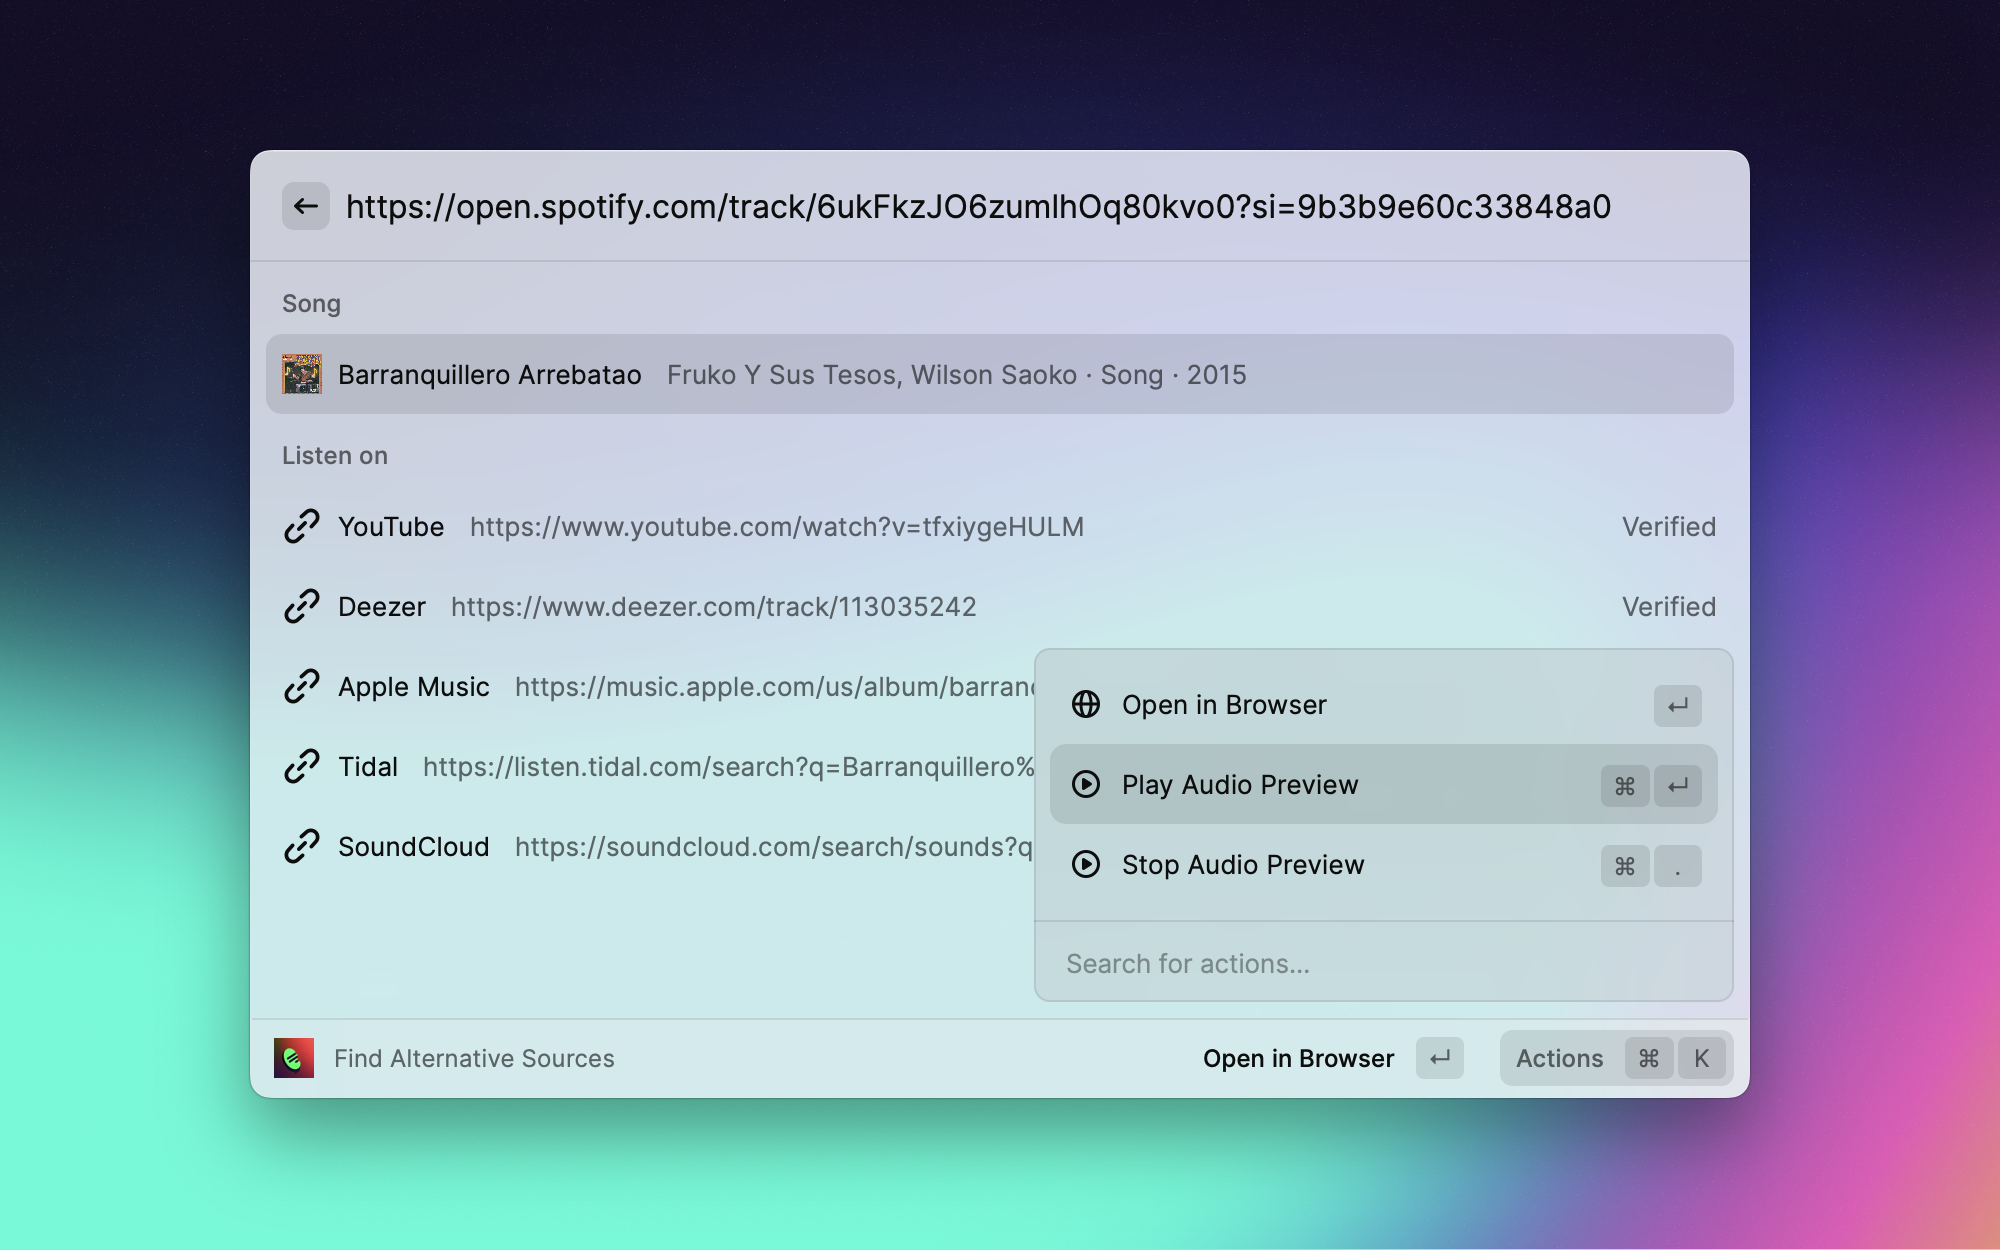 https://open.spotify.com/track/6ukFkzJO6zumlhOq80kvo0?si=9b3b9e60c33848a0
Song
Barranquillero Arrebatao Fruko Y Sus Tesos, Wilson Saoko · Song · 2015
Listen on
YouTube https://www.youtube.com/watch?v=tfxiygeHULM Verified
Deezer https://www.deezer.com/track/113035242 Verified
Apple Music https://music.apple.com/us/album/barran
Tidal https://listen.tidal.com/search?q=Barranquillero%
SoundCloud https://soundcloud.com/search/sounds?q
Open in Browser ↵
Play Audio Preview ⌘ ↵
Stop Audio Preview ⌘ .
Search for actions...
Find Alternative Sources Open in Browser ↵ Actions ⌘ K